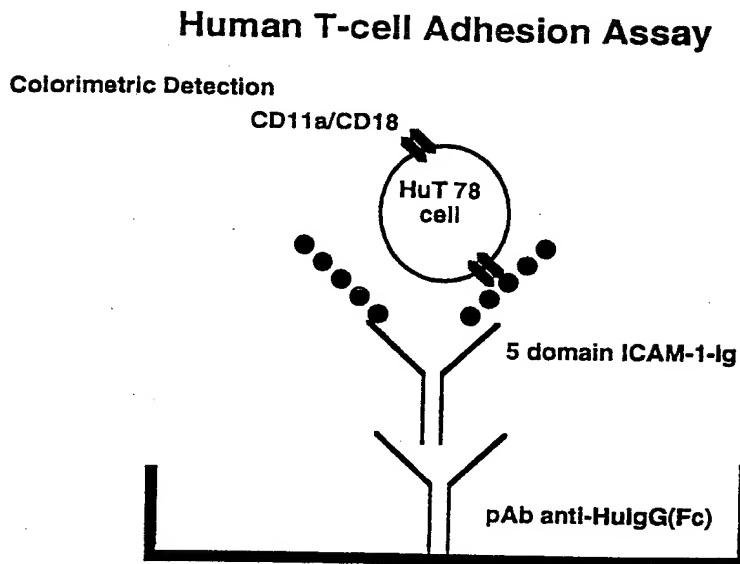 Human T-cell Adhesion Assay
Colorimetric Detection
CD11a/CD18
HuT 78
cell
5 domain ICAM-1-Ig
pAb anti-HuIgG(Fc)